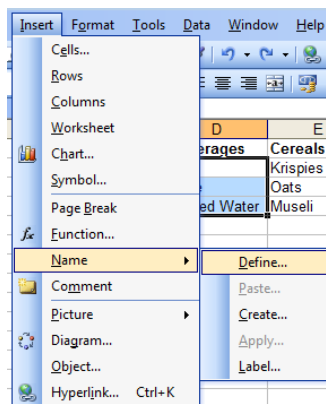 Insert Format Tools Data Window Help
Cells...
Rows
Columns
Worksheet
Chart...
Symbol...
Page Break
Function...
Name
Comment
Picture
Diagram...
Object...
Hyperlink... Ctrl+K
Define...
Paste...
Create...
Apply...
Label...
D E
erages Cereals
Krispies
Oats
ed Water Museli